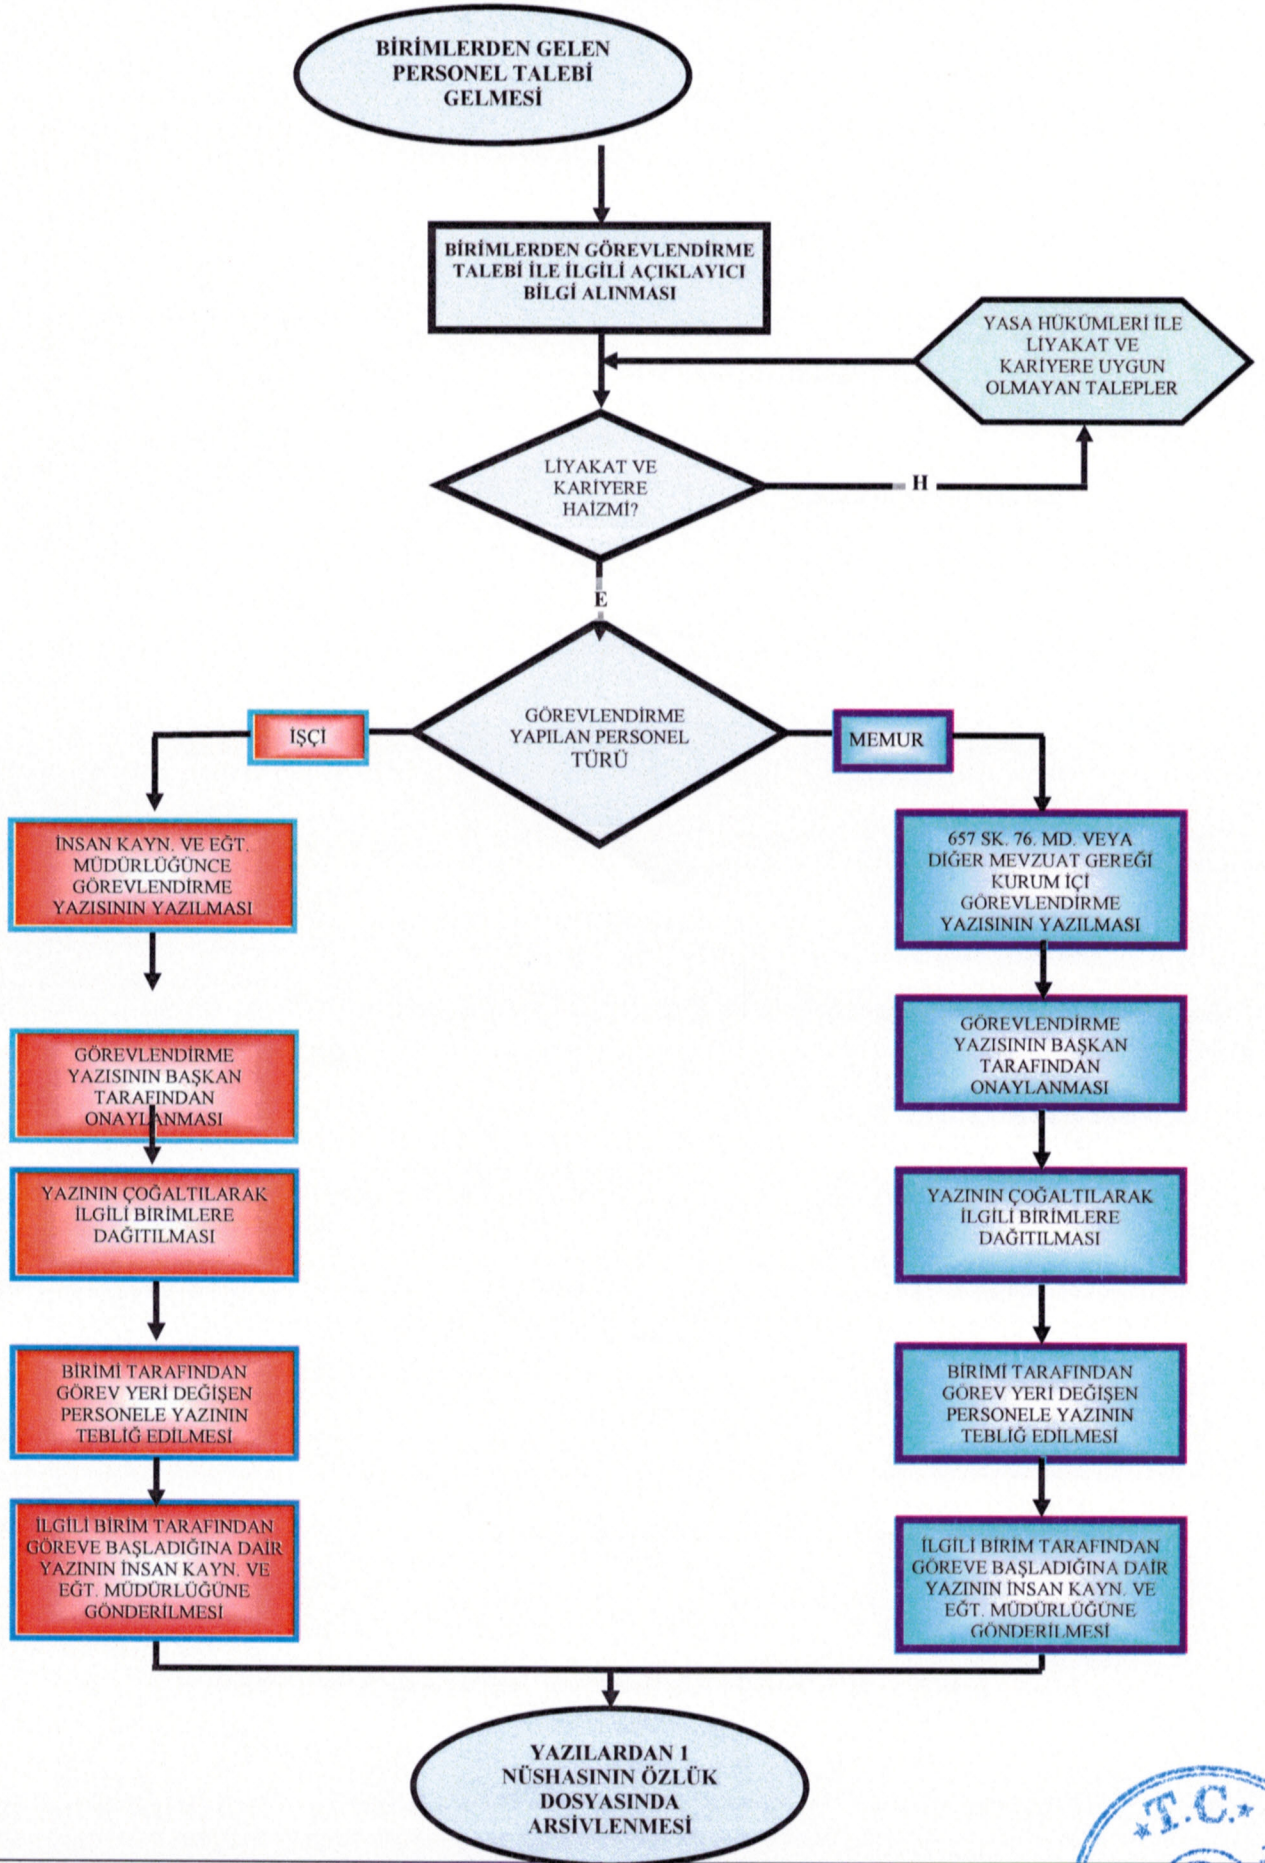 BİRİMLERDEN GELEN
PERSONEL TALEBİ
GELMESİ
BİRİMLERDEN GÖREVLENDİRME
TALEBİ İLE İLGİLİ AÇIKLAYICI
BİLGİ ALINMASI
YASA HÜKÜMLERİ İLE
LİYAKAT VE
KARİYERE UYGUN
OLMAYAN TALEPLER
LİYAKAT VE
KARİYERE
HAİZMİ?
H
E
GÖREVLENDİRME
YAPILAN PERSONEL
TÜRÜ
İŞÇİ
MEMUR
İNSAN KAYN. VE EĞT.
MÜDÜRLÜĞÜNCE
GÖREVLENDİRME
YAZISININ YAZILMASI
GÖREVLENDİRME
YAZISININ BAŞKAN
TARAFINDAN
ONAYLANMASI
YAZININ ÇOĞALTILARAK
İLGİLİ BİRİMLERE
DAĞITILMASI
BİRİMİ TARAFINDAN
GÖREV YERİ DEĞİŞEN
PERSONELE YAZININ
TEBLİĞ EDİLMESİ
İLGİLİ BİRİM TARAFINDAN
GÖREVE BAŞLADIĞINA DAİR
YAZININ İNSAN KAYN. VE
EĞT. MÜDÜRLÜĞÜNE
GÖNDERİLMESİ
657 SK. 76. MD. VEYA
DİĞER MEVZUAT GEREĞİ
KURUM İÇİ
GÖREVLENDİRME
YAZISININ YAZILMASI
GÖREVLENDİRME
YAZISININ BAŞKAN
TARAFINDAN
ONAYLANMASI
YAZININ ÇOĞALTILARAK
İLGİLİ BİRİMLERE
DAĞITILMASI
BİRİMİ TARAFINDAN
GÖREV YERİ DEĞİŞEN
PERSONELE YAZININ
TEBLİĞ EDİLMESİ
İLGİLİ BİRİM TARAFINDAN
GÖREVE BAŞLADIĞINA DAİR
YAZININ İNSAN KAYN. VE
EĞT. MÜDÜRLÜĞÜNE
GÖNDERİLMESİ
YAZILARDAN 1
NÜSHASININ ÖZLÜK
DOSYASINDA
ARSİVLENMESİ
*T.C.*